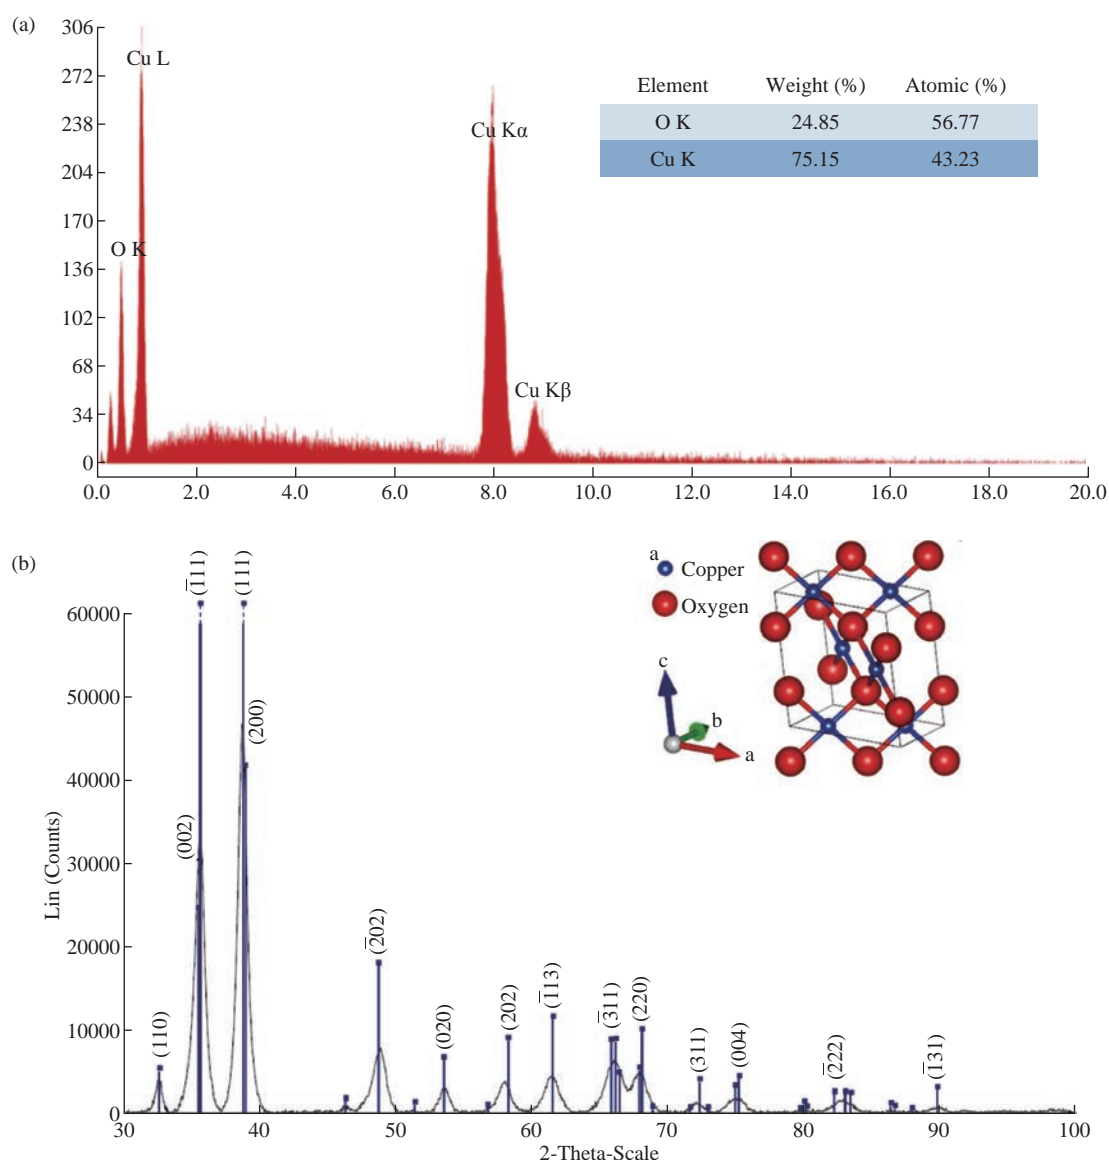 (a)
306
272
238
204
170
136
102
68
34
0
Cu L
O K
Cu Kα
Cu Kβ
Element Weight (%) Atomic (%)
O K 24.85 56.77
Cu K 75.15 43.23
0.0 2.0 4.0 6.0 8.0 10.0 12.0 14.0 16.0 18.0 20.0
(b)
Lin (Counts)
60000
50000
40000
30000
20000
10000
0
(110)
(002)
(1̅11)
(111)
(200)
(2̅02)
(020)
(202)
(1̅13)
(3̅11)
(220)
(311)
(004)
(2̅22)
(1̅31)
a
Copper
Oxygen
c
b
a
30 40 50 60 70 80 90 100
2-Theta-Scale